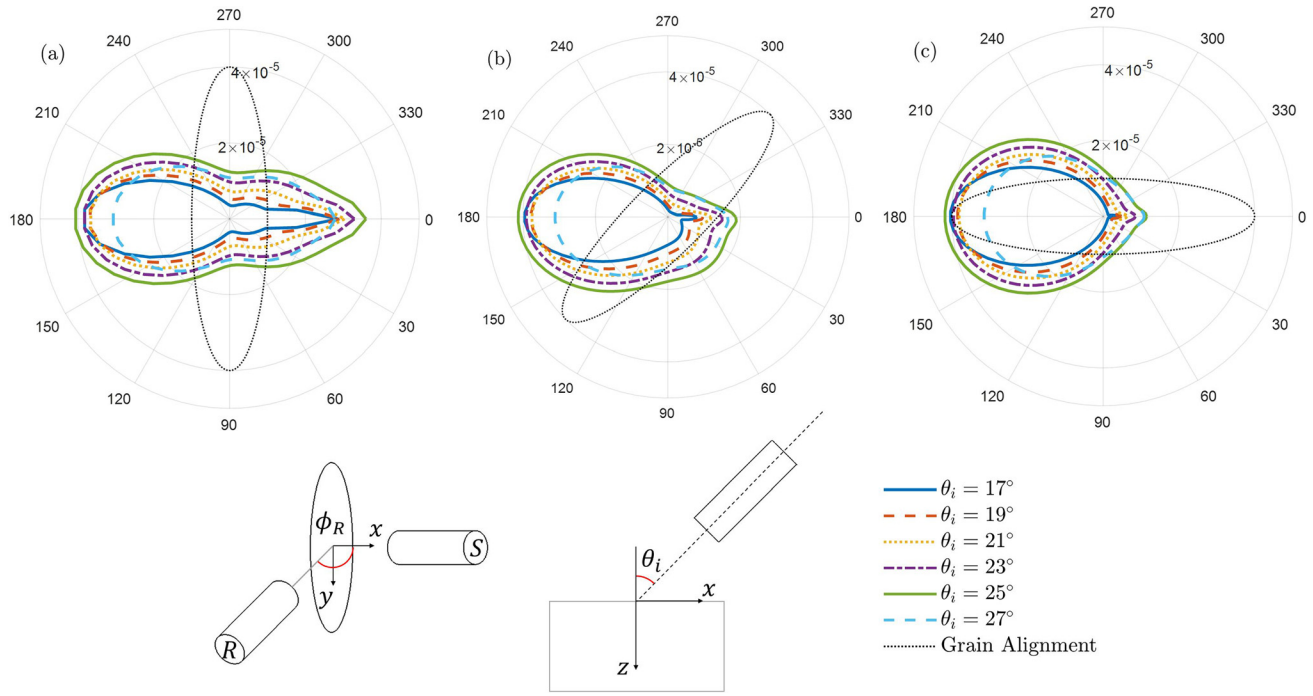 (a)
270
240
300
4×10⁻⁵
210
330
2×10⁻⁵
180
0
150
30
120
60
90
(b)
270
240
300
4×10⁻⁵
210
330
2×10⁻⁵
180
0
150
30
120
60
90
(c)
270
240
300
4×10⁻⁵
210
330
2×10⁻⁵
180
0
150
30
120
60
90
ϕR
x
S
y
R
θi
x
z
θi = 17°
θi = 19°
θi = 21°
θi = 23°
θi = 25°
θi = 27°
Grain Alignment